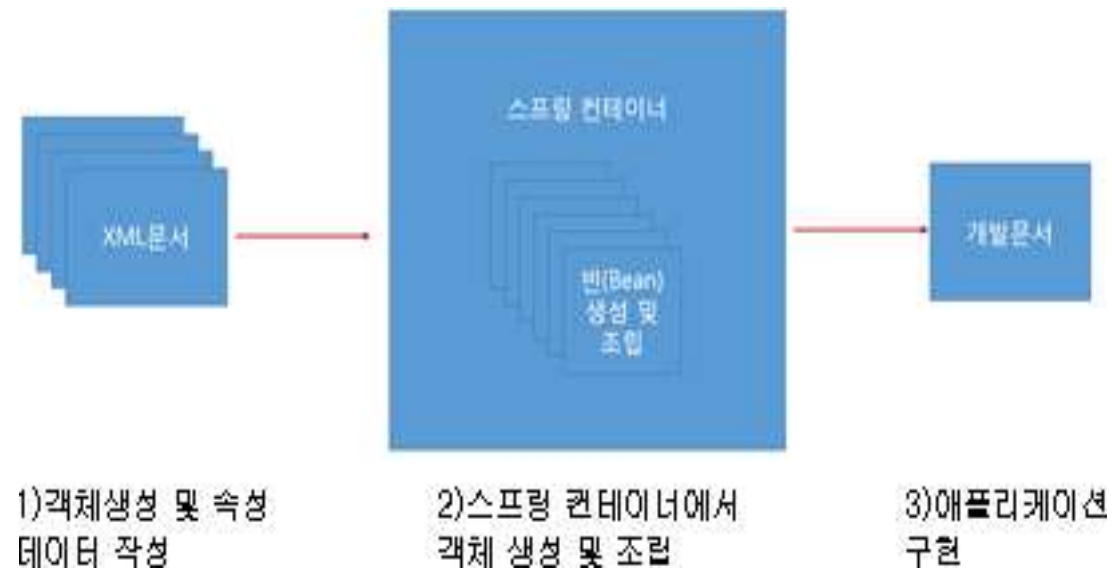 스프링 컨테이너
XML문서
빈(Bean)
생성 및
조립
개발문서
1)객체생성 및 속성
데이터 작성
2)스프링 컨테이너에서
객체 생성 및 조립
3)애플리케이션
구현